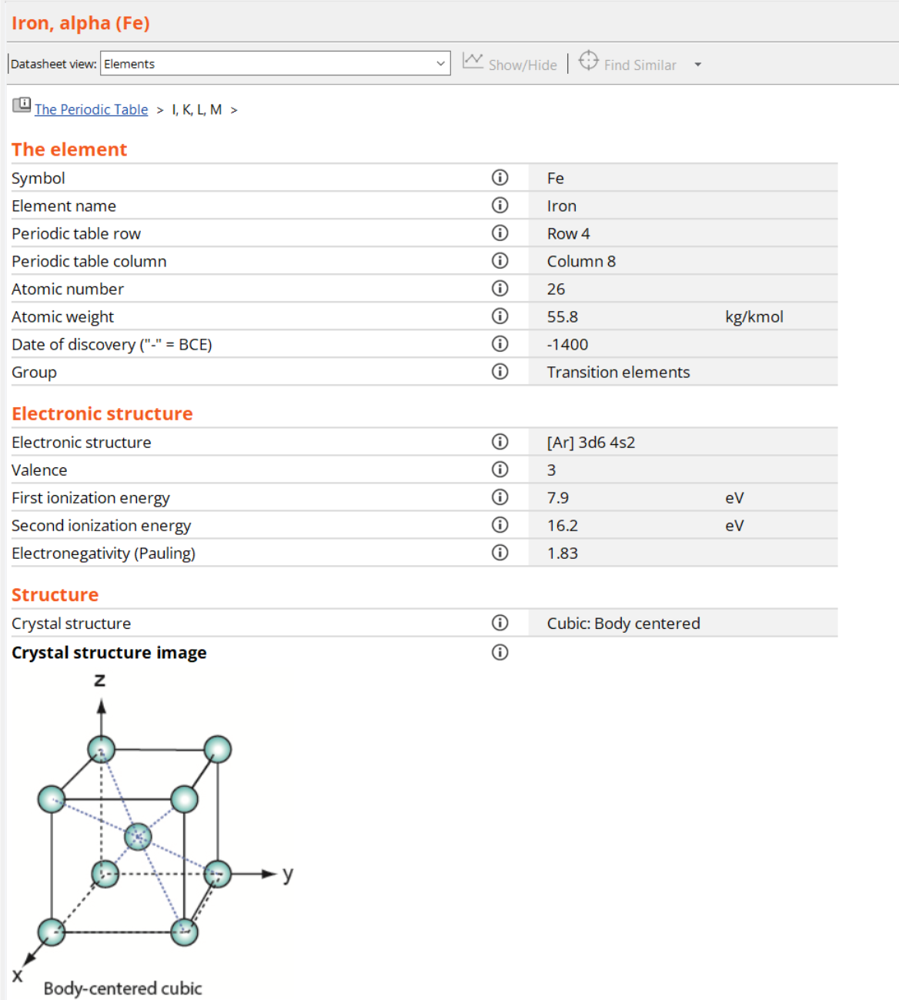 Iron, alpha (Fe)
Datasheet view: Elements Show/Hide Find Similar
The Periodic Table > I, K, L, M >
The element
Symbol Fe
Element name Iron
Periodic table row Row 4
Periodic table column Column 8
Atomic number 26
Atomic weight 55.8 kg/kmol
Date of discovery ("-" = BCE) -1400
Group Transition elements
Electronic structure
Electronic structure [Ar] 3d6 4s2
Valence 3
First ionization energy 7.9 eV
Second ionization energy 16.2 eV
Electronegativity (Pauling) 1.83
Structure
Crystal structure Cubic: Body centered
Crystal structure image
z
y
x
Body-centered cubic